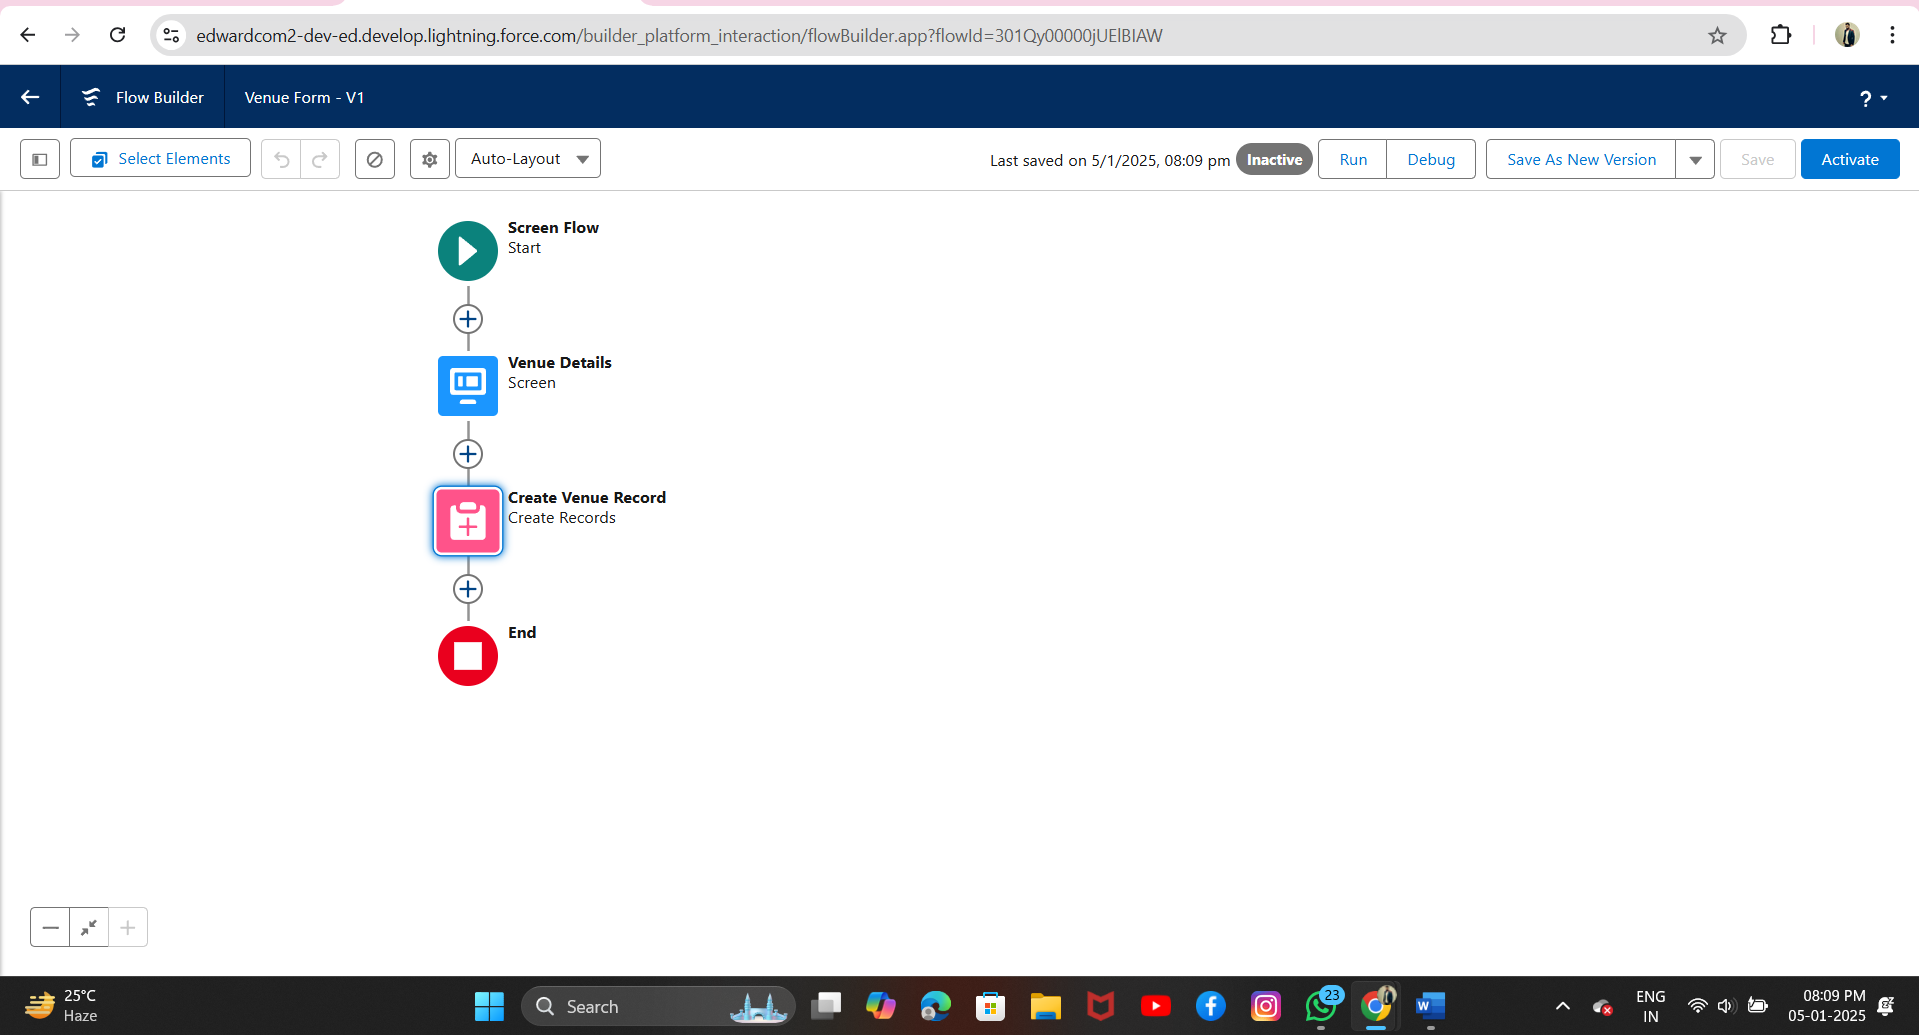 edwardcom2-dev-ed.develop.lightning.force.com/builder_platform_interaction/flowBuilder.app?flowId=301Qy00000jUElBIAW
Flow Builder
Venue Form - V1
?
Select Elements
Auto-Layout
Last saved on 5/1/2025, 08:09 pm
Inactive
Run
Debug
Save As New Version
Save
Activate
Screen Flow
Start
Venue Details
Screen
Create Venue Record
Create Records
End
25°C
Haze
Search
23
W
ENG
IN
08:09 PM
05-01-2025